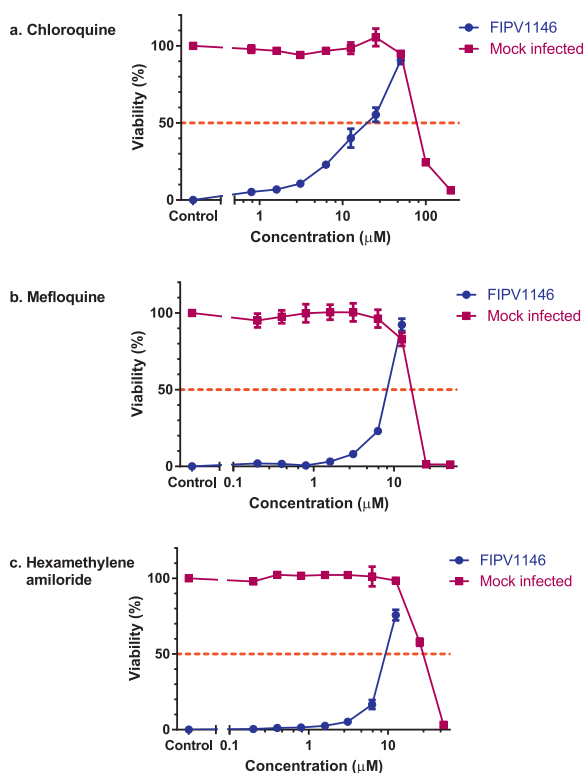 a. Chloroquine
FIPV1146
Mock infected
Viability (%)
100
50
0
Control
1
10
100
Concentration (μM)
b. Mefloquine
FIPV1146
Mock infected
Viability (%)
100
50
0
Control
0.1
1
10
Concentration (μM)
c. Hexamethylene
amiloride
FIPV1146
Mock infected
Viability (%)
100
50
0
Control
0.1
1
10
Concentration (μM)